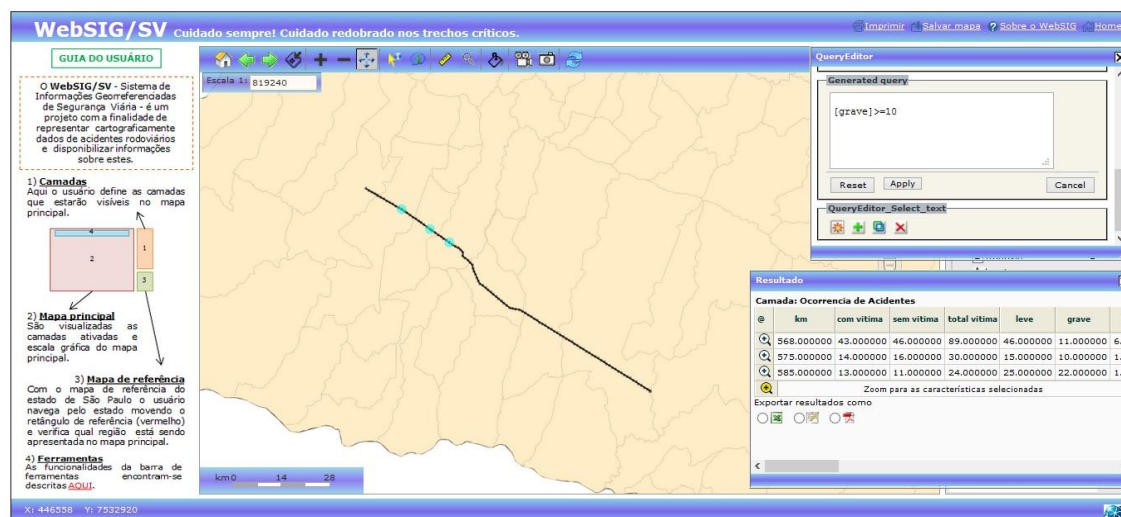 WebSIG/SV Cuidado sempre! Cuidado redobrado nos trechos críticos.
Imprimir Salvar mapa Sobre o WebSIG Home
GUIA DO USUÁRIO
O WebSIG/SV - Sistema de
Informações Georreferenciadas
de Segurança Viária - é um
projeto com a finalidade de
representar cartograficamente
dados de acidentes rodoviários
e disponibilizar informações
sobre estes.
1) Camadas
Aqui o usuário define as camadas
que estarão visíveis no mapa
principal.
4
2
1
3
2) Mapa principal
São visualizadas as
camadas ativadas e
escala gráfica do mapa
principal.
3) Mapa de referência
Com o mapa de referência do
estado de São Paulo o usuário
navega pelo estado movendo o
retângulo de referência (vermelho)
e verifica qual região está sendo
apresentada no mapa principal.
4) Ferramentas
As funcionalidades da barra de
ferramentas encontram-se
descritas AQUI.
Escala 1: 819240
km0 14 28
QueryEditor
Generated query
[grave]>=10
Reset Apply Cancel
QueryEditor_Select_text
Resultado
Camada: Ocorrencia de Acidentes
@ km com vitima sem vitima total vitima leve grave
568.000000 43.000000 46.000000 89.000000 46.000000 11.000000 6.
575.000000 14.000000 16.000000 30.000000 15.000000 10.000000 1.
585.000000 13.000000 11.000000 24.000000 25.000000 22.000000 1.
Zoom para as características selecionadas
Exportar resultados como
X: 446558 Y: 7532920